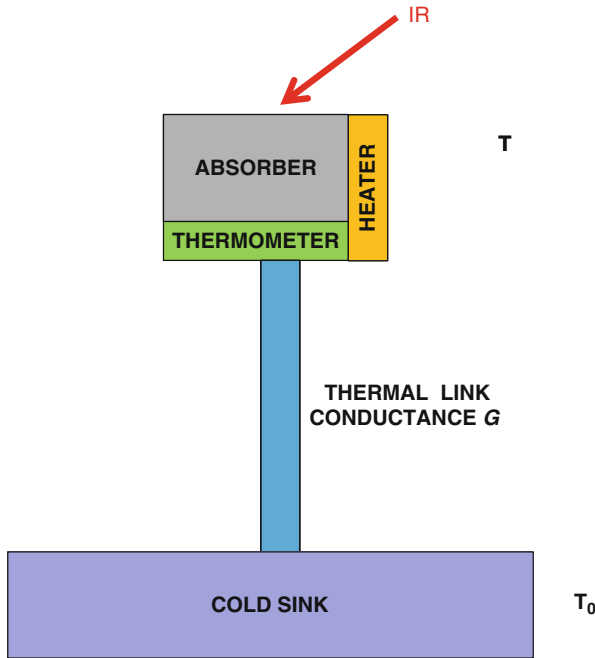 IR
T
ABSORBER
HEATER
THERMOMETER
THERMAL LINK
CONDUCTANCE G
COLD SINK
T₀